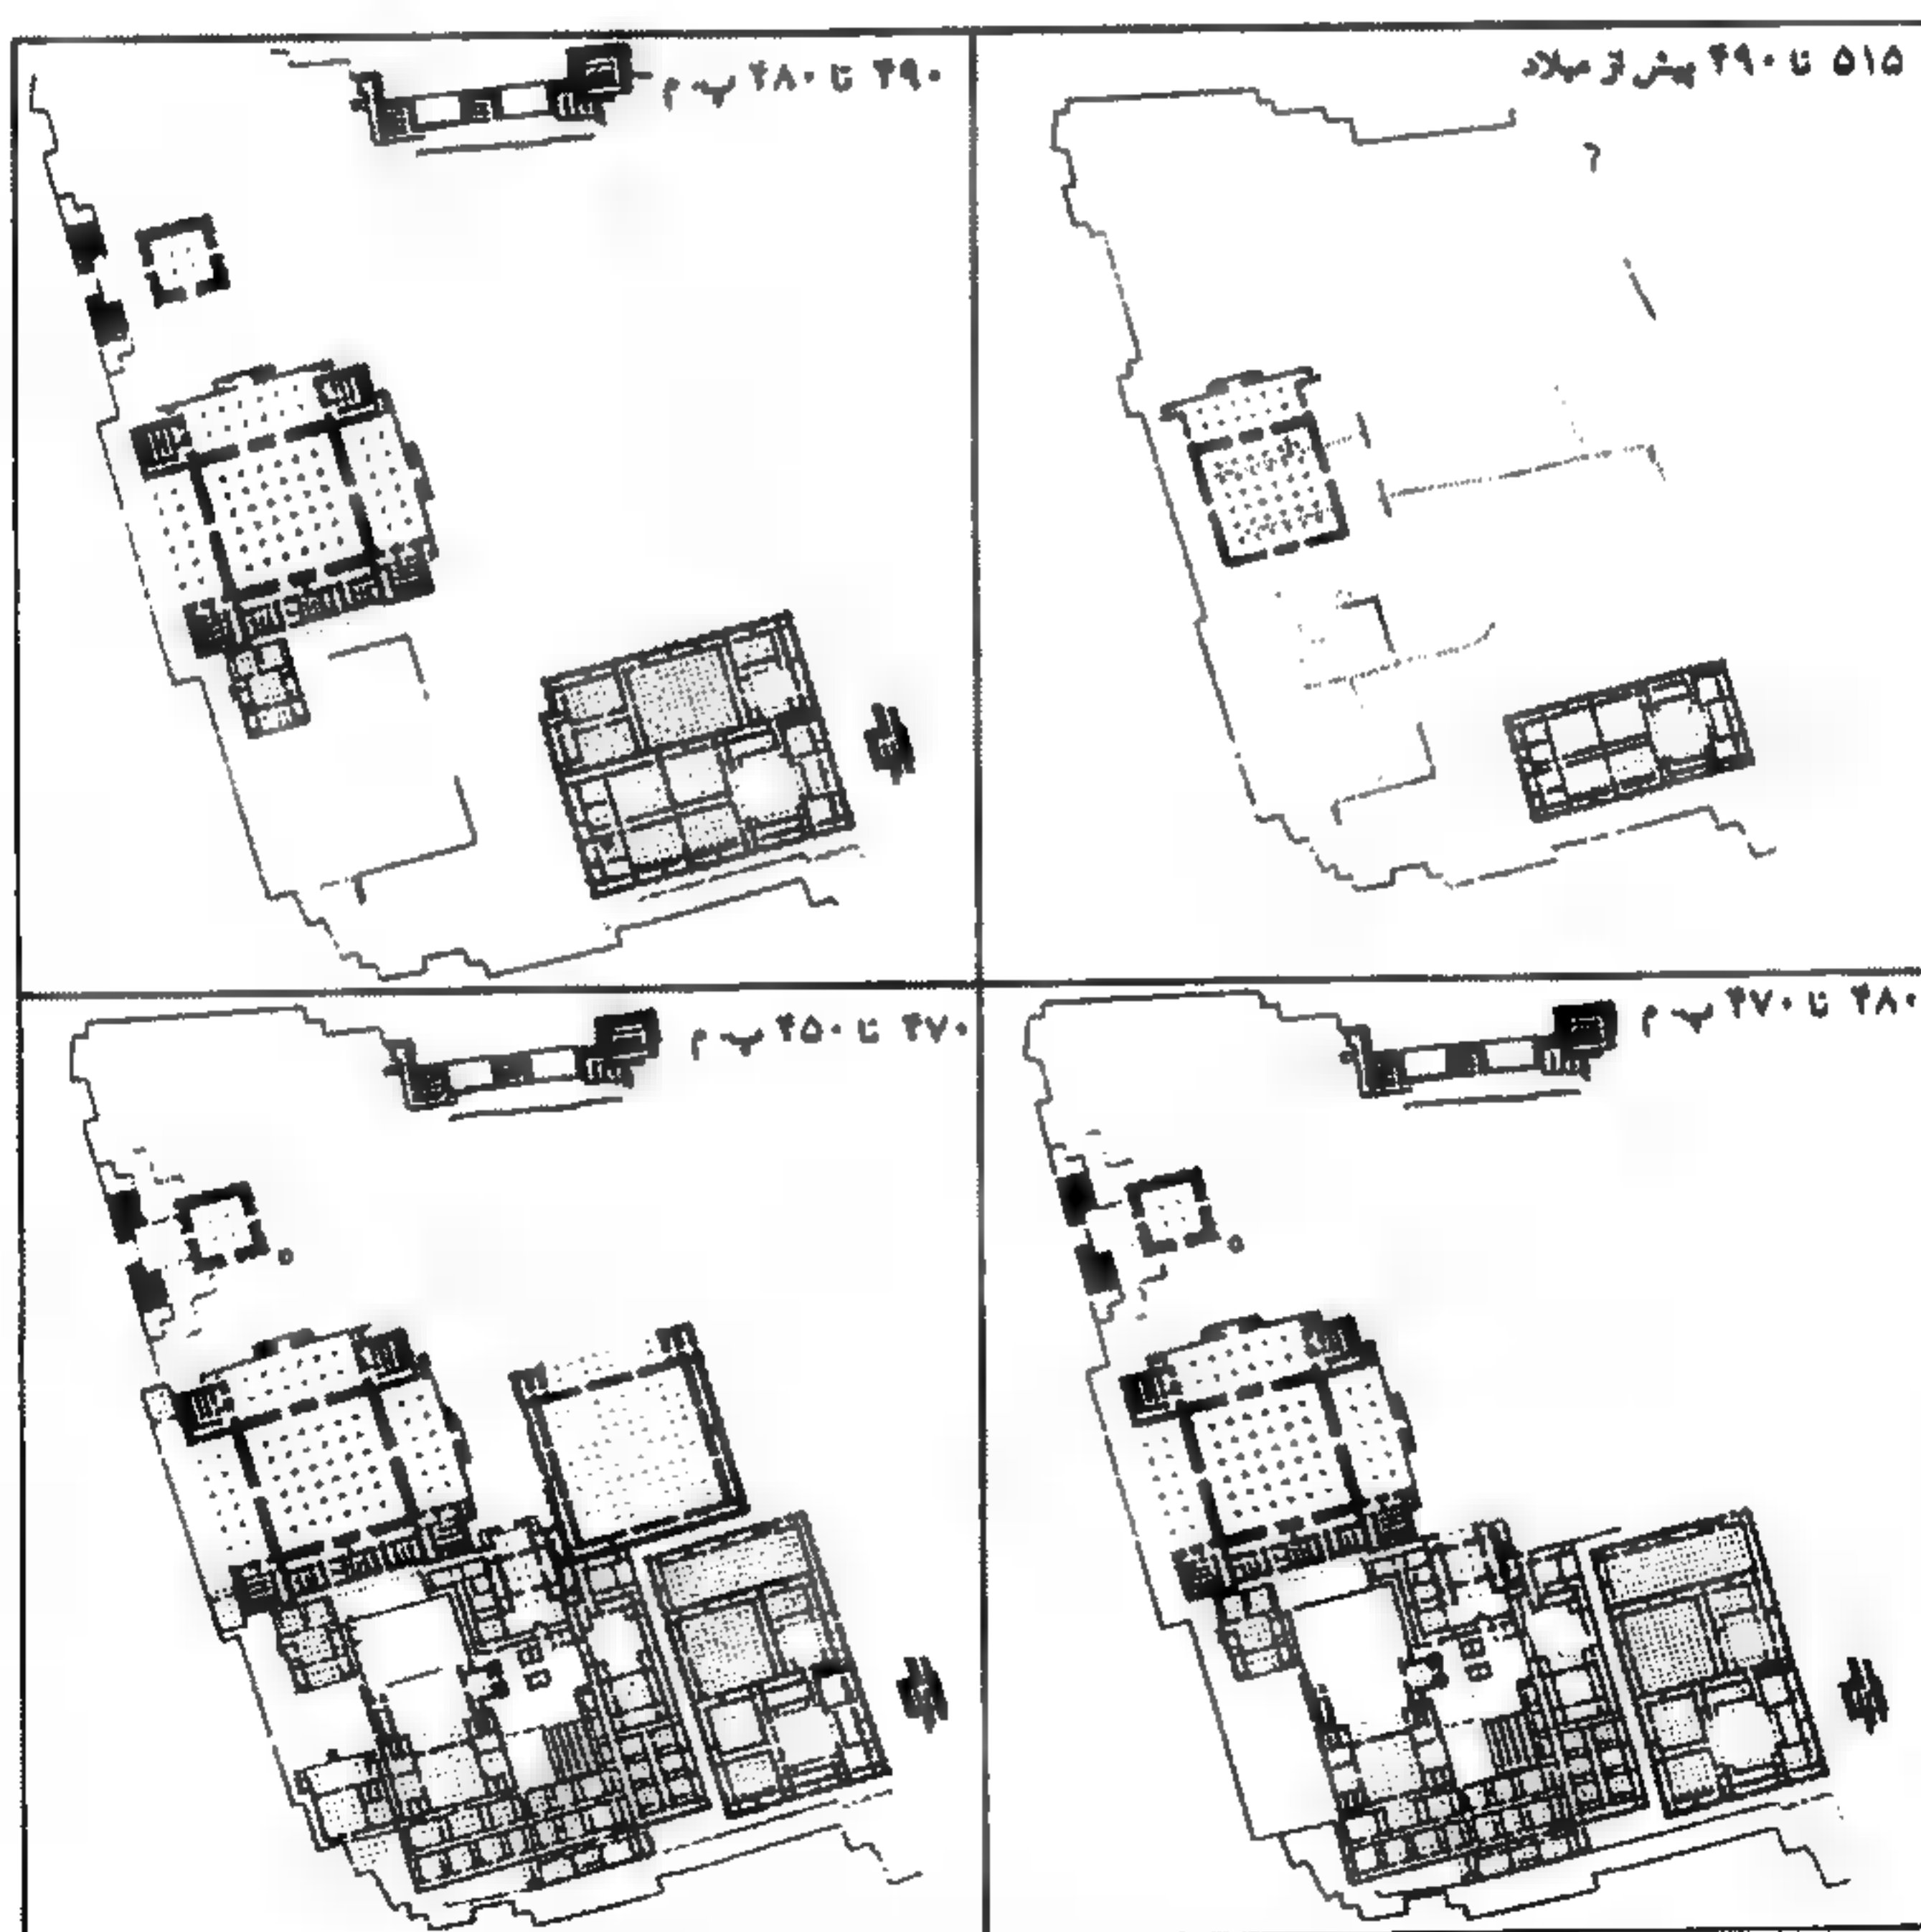 ۵۱۵ تا ۴۹۰ پیش از میلاد
۴۹۰ تا ۴۸۰ پ م
۴۸۰ تا ۴۷۰ پ م
۴۷۰ تا ۴۵۰ پ م
?